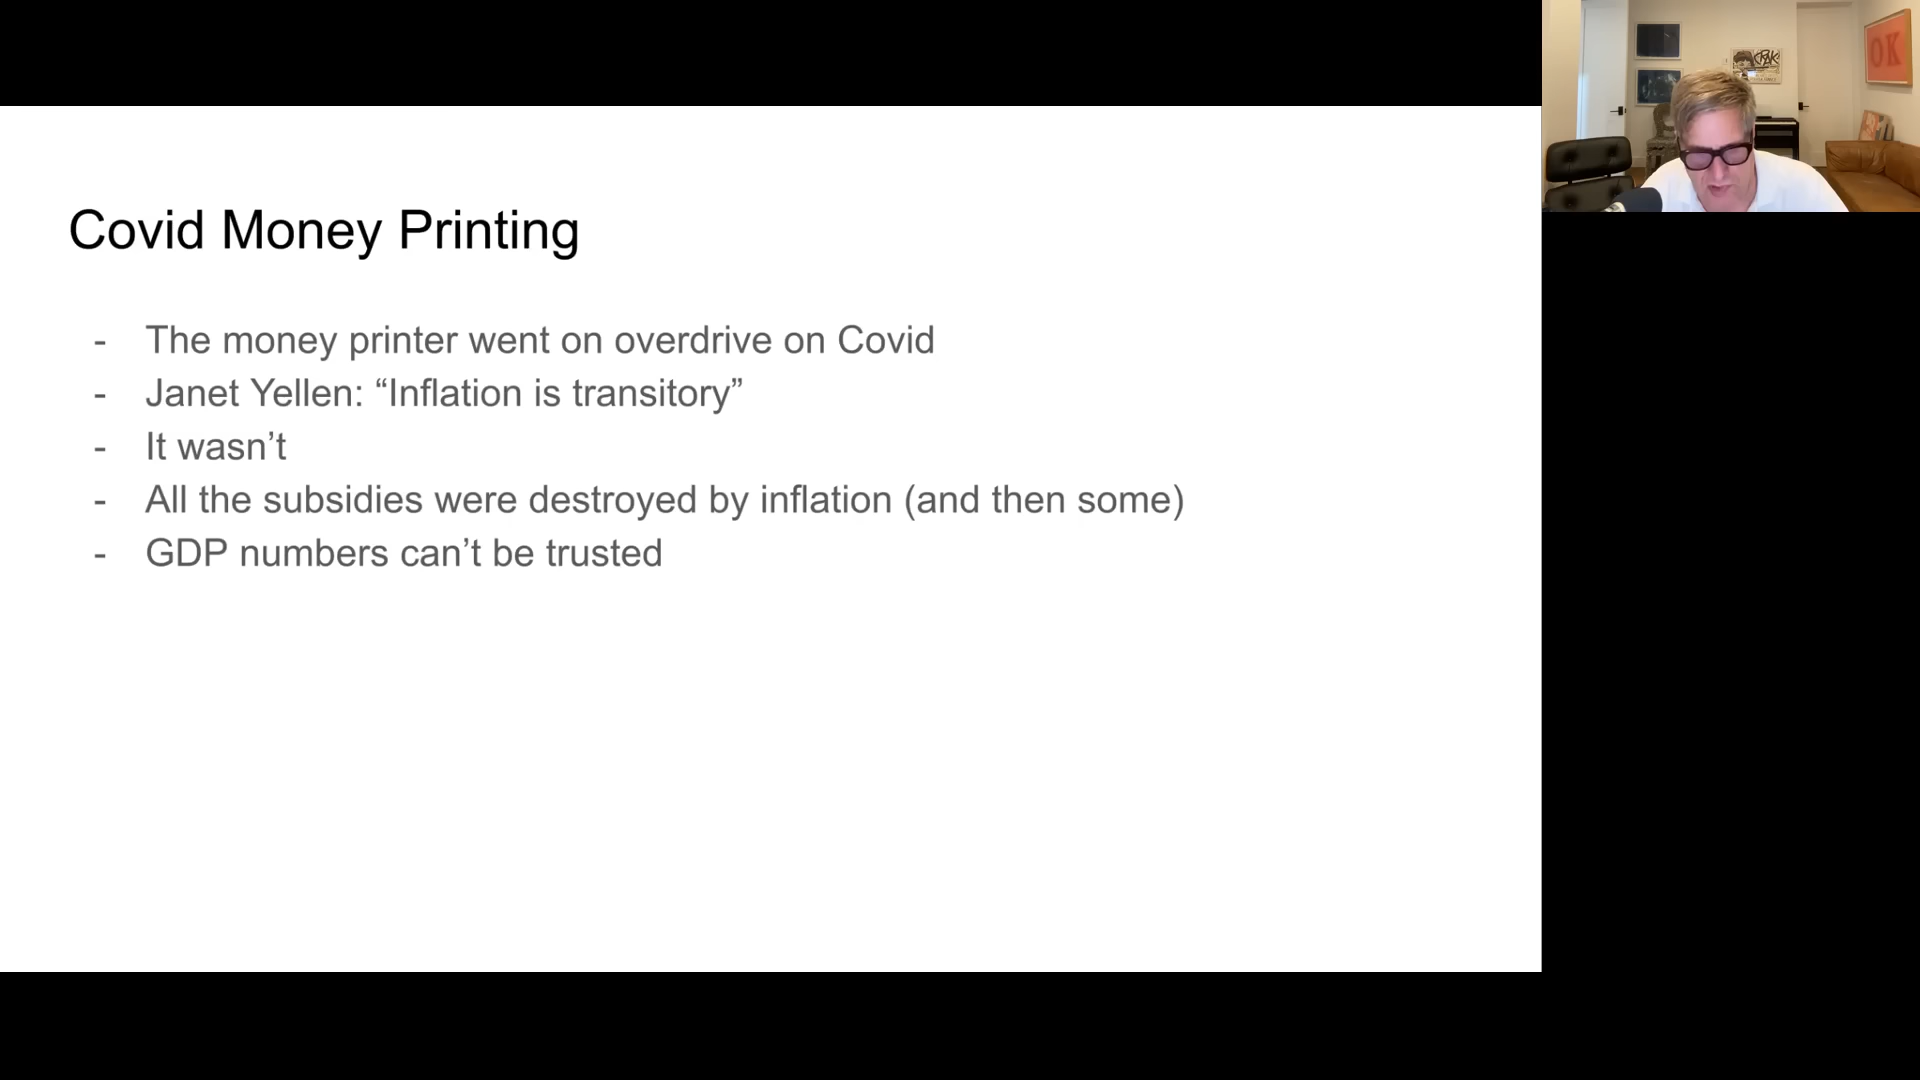 Covid Money Printing
- The money printer went on overdrive on Covid
- Janet Yellen: “Inflation is transitory”
- It wasn’t
- All the subsidies were destroyed by inflation (and then some)
- GDP numbers can’t be trusted
OK